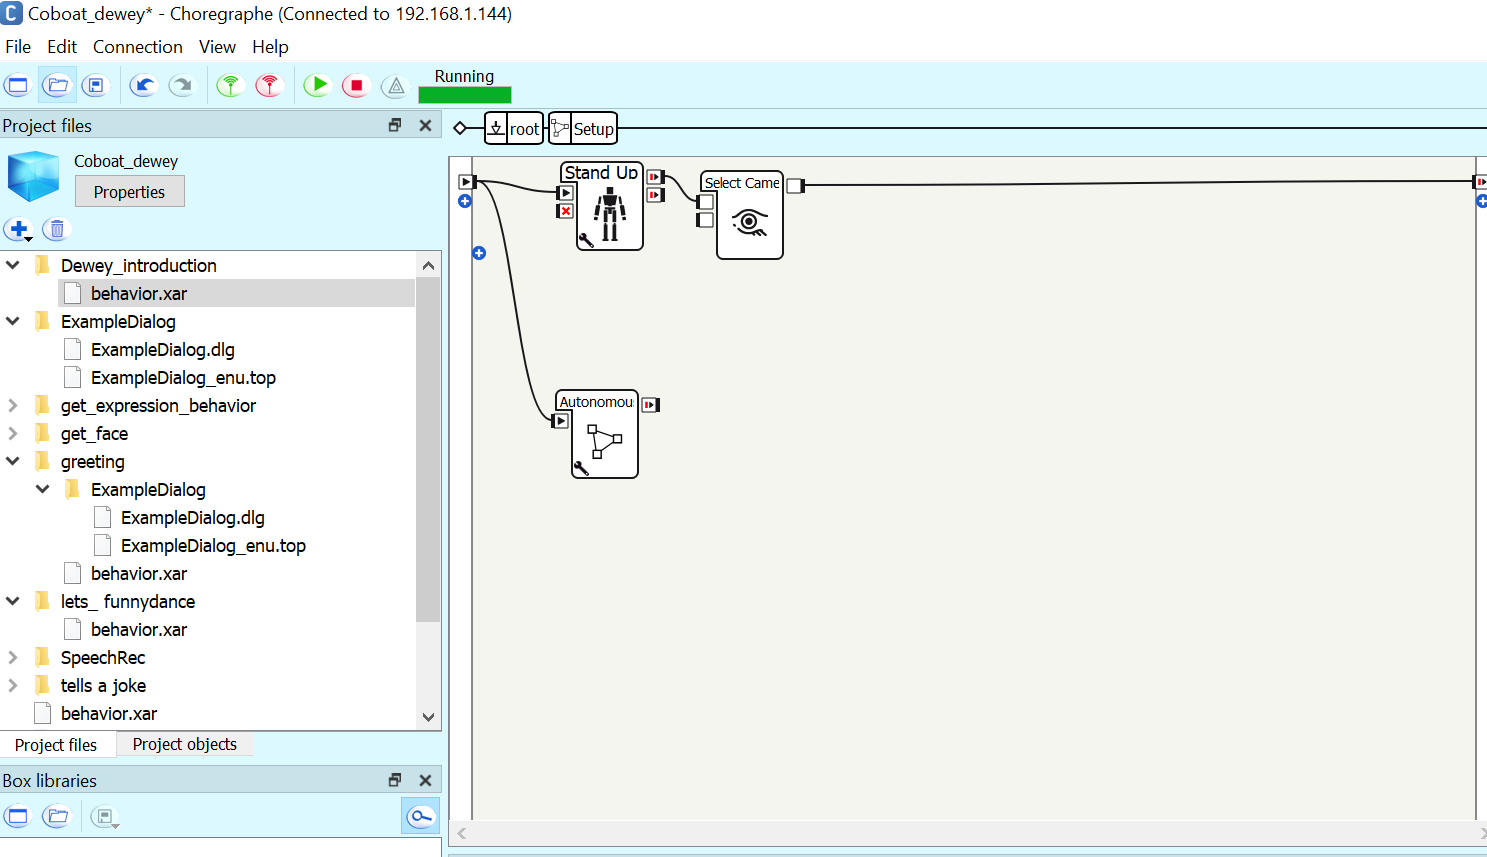 Coboat_dewey* - Choregraphe (Connected to 192.168.1.144)
File Edit Connection View Help
Running
Project files
root Setup
Coboat_dewey
Properties
Stand Up
Select Came
Dewey_introduction
behavior.xar
ExampleDialog
ExampleDialog.dlg
ExampleDialog_enu.top
get_expression_behavior
get_face
greeting
ExampleDialog
ExampleDialog.dlg
ExampleDialog_enu.top
behavior.xar
lets_ funnydance
behavior.xar
SpeechRec
tells a joke
behavior.xar
Autonomou
Project files Project objects
Box libraries